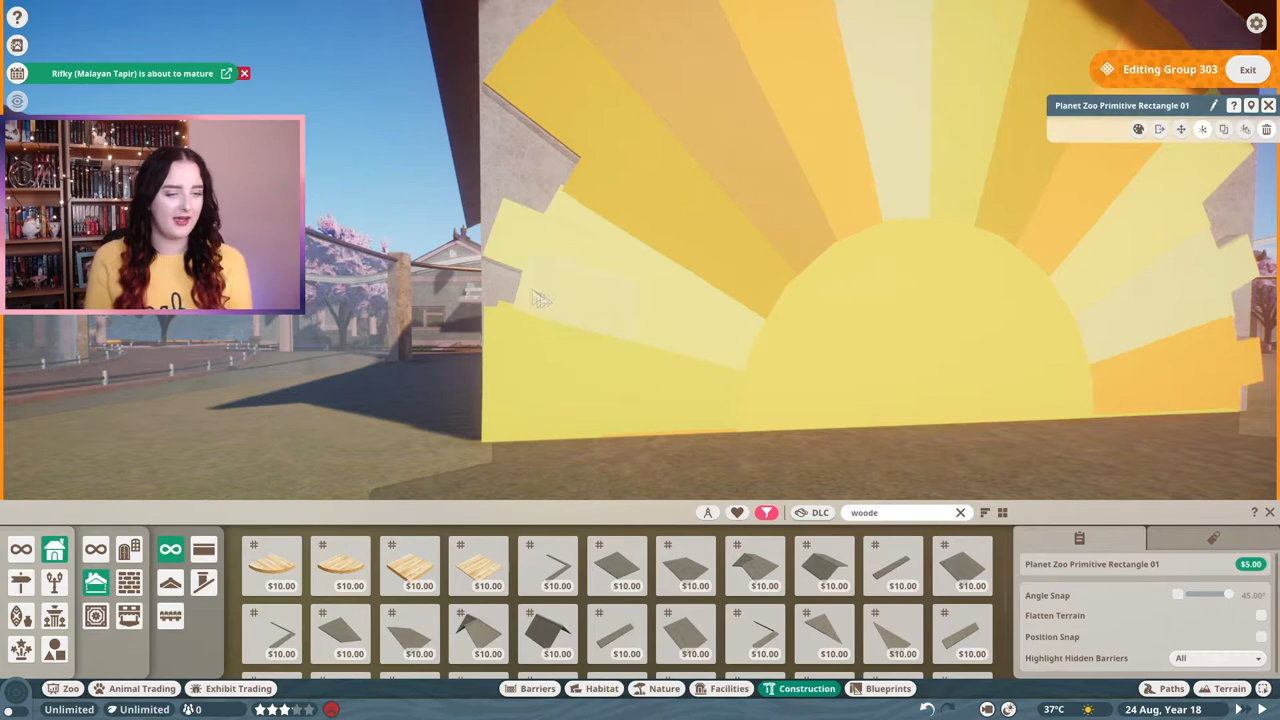 ?
Rifky (Malayan Tapir) is about to mature
Editing Group 303
Exit
Planet Zoo Primitive Rectangle 01
?
DLC
woode
?
$10.00 $10.00 $10.00 $10.00 $10.00 $10.00 $10.00 $10.00 $10.00 $10.00 $10.00
$10.00 $10.00 $10.00 $10.00 $10.00 $10.00 $10.00 $10.00 $10.00 $10.00 $10.00
Planet Zoo Primitive Rectangle 01 $5.00
Angle Snap 45.00°
Flatten Terrain
Position Snap
Highlight Hidden Barriers All
Zoo Animal Trading Exhibit Trading Barriers Habitat Nature Facilities Construction Blueprints Paths Terrain
Unlimited Unlimited 0 37°C 24 Aug, Year 18